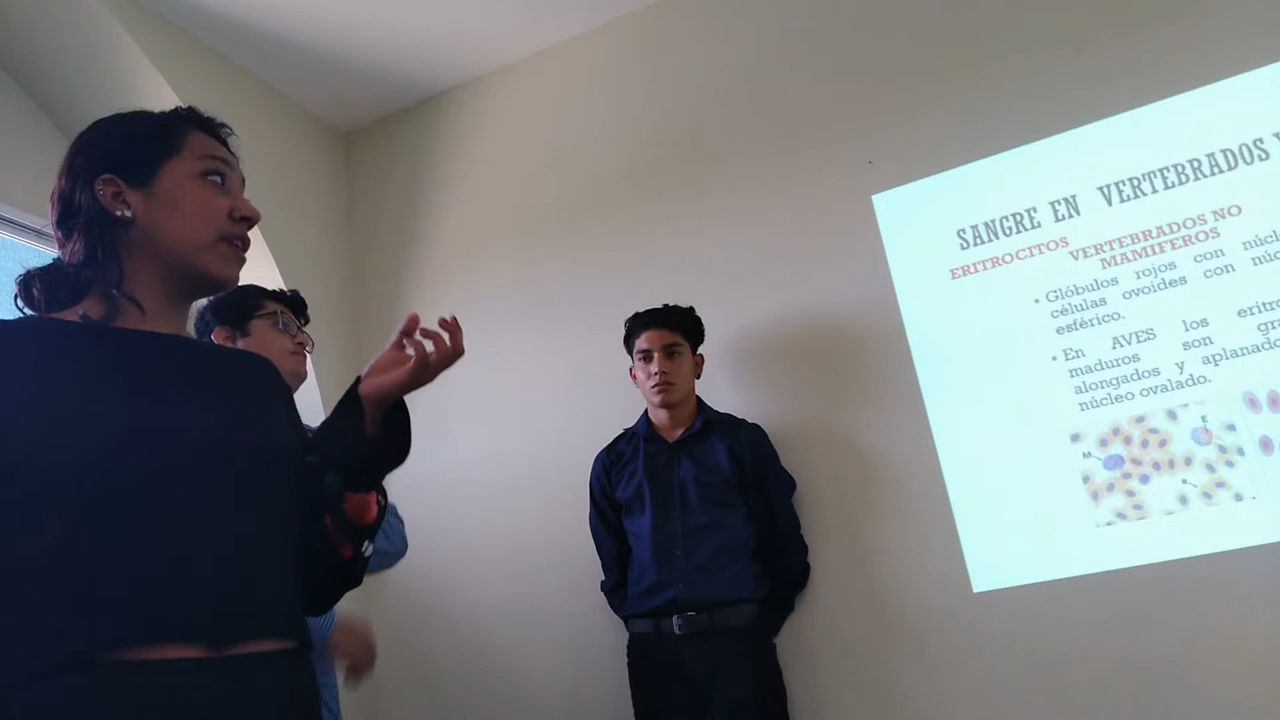 SANGRE EN VERTEBRADOS
ERITROCITOS VERTEBRADOS NO
MAMIFEROS
• Glóbulos rojos con
células ovoides con
esférico.
• En AVES los
maduros son
alongados y
núcleo ovalado.
M
E